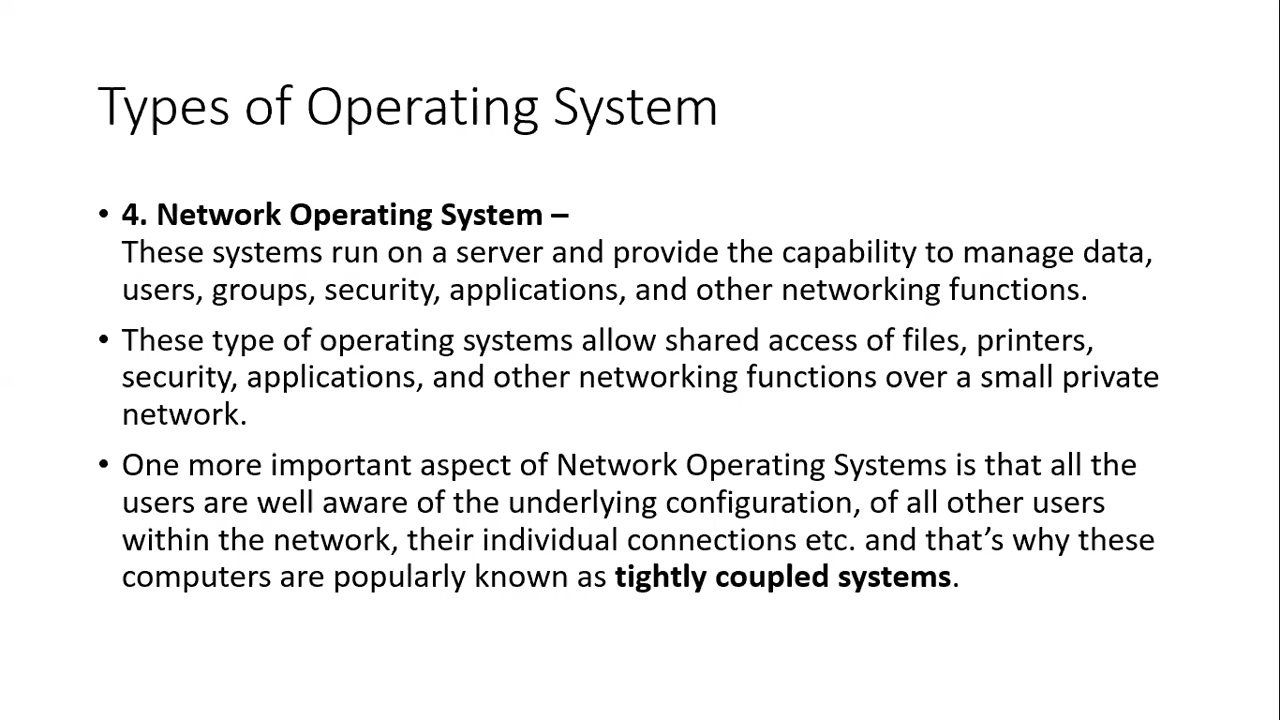 Types of Operating System
• 4. Network Operating System –
These systems run on a server and provide the capability to manage data,
users, groups, security, applications, and other networking functions.
• These type of operating systems allow shared access of files, printers,
security, applications, and other networking functions over a small private
network.
• One more important aspect of Network Operating Systems is that all the
users are well aware of the underlying configuration, of all other users
within the network, their individual connections etc. and that’s why these
computers are popularly known as tightly coupled systems.